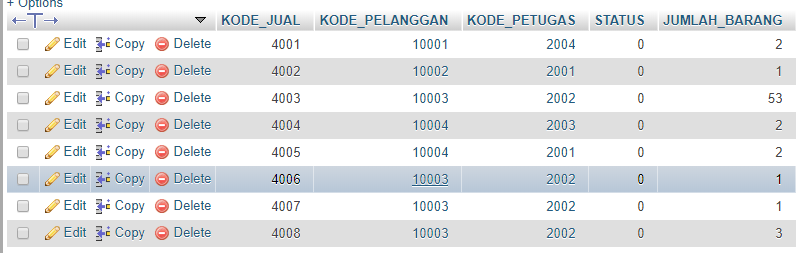 + Options
KODE_JUAL KODE_PELANGGAN KODE_PETUGAS STATUS JUMLAH_BARANG
Edit Copy Delete 4001 10001 2004 0 2
Edit Copy Delete 4002 10002 2001 0 1
Edit Copy Delete 4003 10003 2002 0 53
Edit Copy Delete 4004 10004 2003 0 2
Edit Copy Delete 4005 10004 2001 0 2
Edit Copy Delete 4006 10003 2002 0 1
Edit Copy Delete 4007 10003 2002 0 1
Edit Copy Delete 4008 10003 2002 0 3